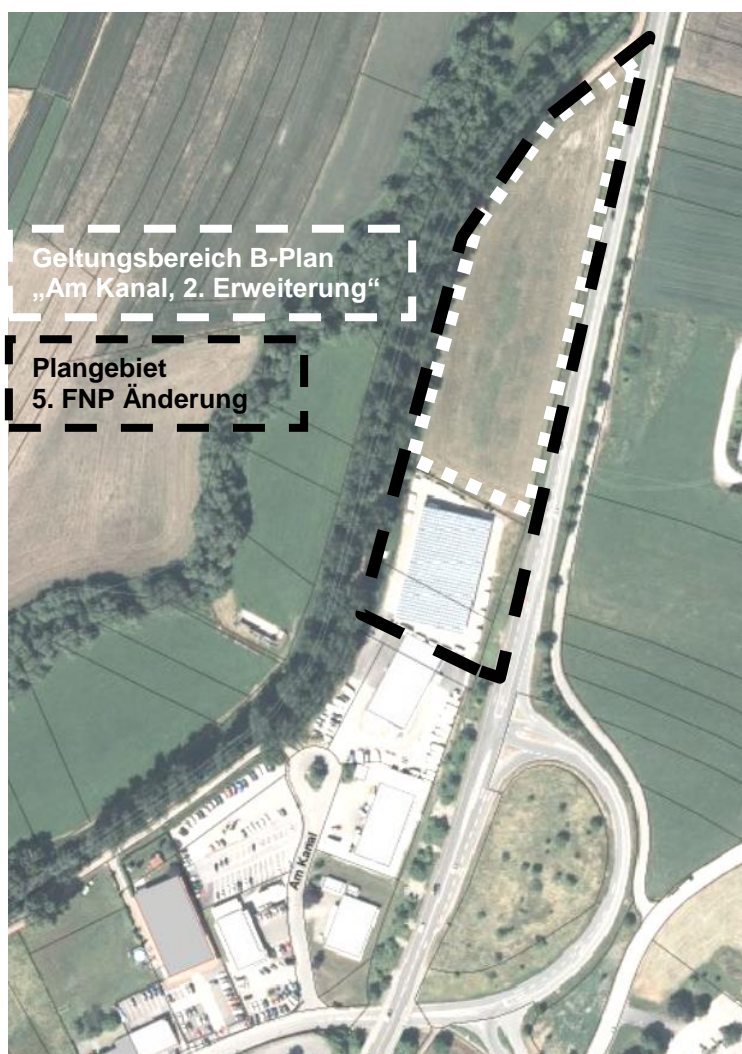 Geltungsbereich B-Plan
„Am Kanal, 2. Erweiterung“
Plangebiet
5. FNP Änderung
Am Kanal